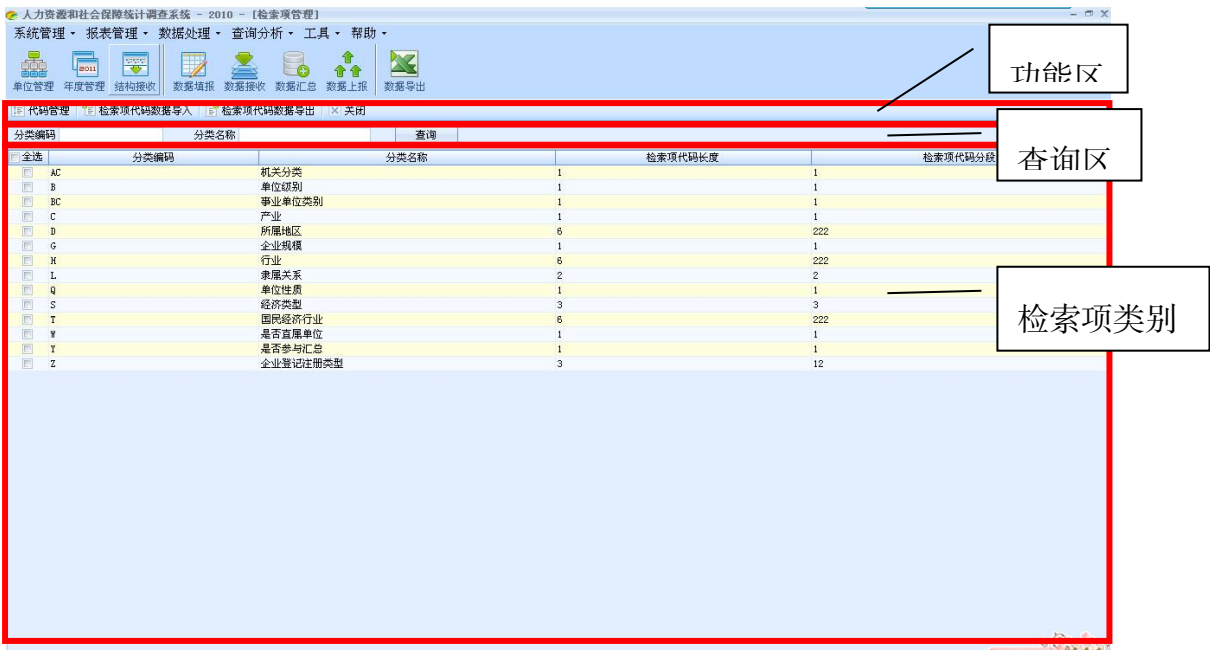 人力资源和社会保障统计调查系统 - 2010 - [检索项管理]
系统管理 报表管理 数据处理 查询分析 工具 帮助
2011
单位管理 年度管理 结构接收 数据填报 数据接收 数据汇总 数据上报 数据导出
功能区
代码管理 检索项代码数据导入 检索项代码数据导出 关闭
分类编码 分类名称 查询
查询区
全选 分类编码 分类名称 检索项代码长度 检索项代码分段
AC 机关分类 1 1
B 单位级别 1 1
BC 事业单位类别 1 1
C 产业 1 1
D 所属地区 6 222
G 企业规模 1 1
H 行业 6 222
L 隶属关系 2 2
Q 单位性质 1 1
S 经济类型 3 3
T 国民经济行业 6 222
W 是否直属单位 1 1
Y 是否参与汇总 1 1
Z 企业登记注册类型 3 12
检索项类别